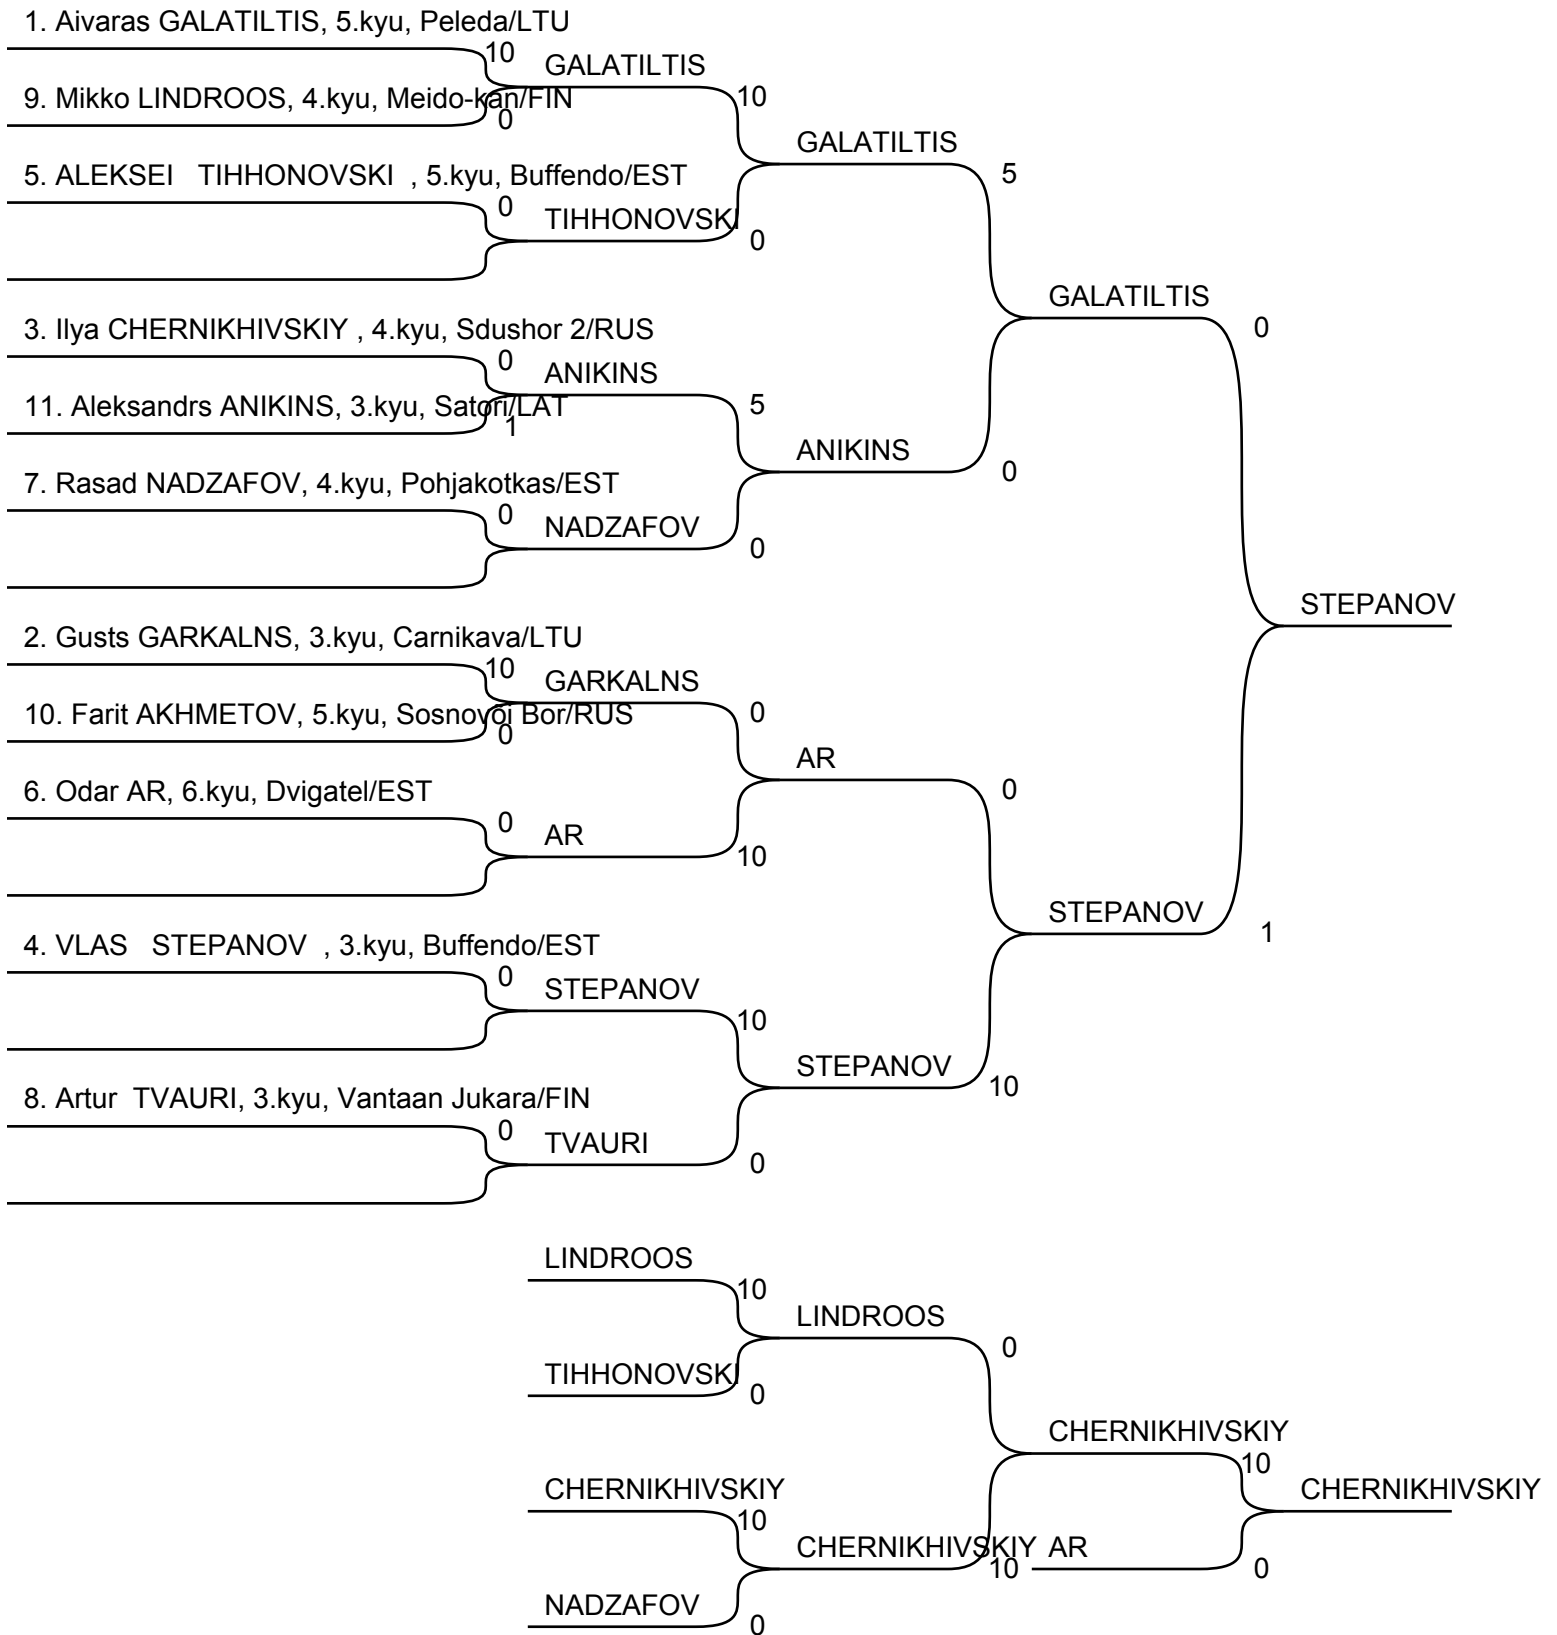 1. Aivaras GALATILTIS, 5.kyu, Peleda/LTU
10
GALATILTIS
10
9. Mikko LINDROOS, 4.kyu, Meido-kan/FIN
0
GALATILTIS
5
5. ALEKSEI TIHHONOVSKI , 5.kyu, Buffendo/EST
0
TIHHONOVSKI
0
GALATILTIS
0
3. Ilya CHERNIKHIVSKIY , 4.kyu, Sdushor 2/RUS
0
ANIKINS
5
11. Aleksandrs ANIKINS, 3.kyu, Satori/LAT
1
ANIKINS
0
7. Rasad NADZAFOV, 4.kyu, Pohjakotkas/EST
0
NADZAFOV
0
STEPANOV
2. Gusts GARKALNS, 3.kyu, Carnikava/LTU
10
GARKALNS
0
10. Farit AKHMETOV, 5.kyu, Sosnovõi Bor/RUS
0
AR
0
6. Odar AR, 6.kyu, Dvigatel/EST
0
AR
10
STEPANOV
1
4. VLAS STEPANOV , 3.kyu, Buffendo/EST
0
STEPANOV
10
STEPANOV
10
8. Artur TVAURI, 3.kyu, Vantaan Jukara/FIN
0
TVAURI
0
LINDROOS
10
LINDROOS
0
TIHHONOVSKI
0
CHERNIKHIVSKIY
10
CHERNIKHIVSKIY
10
CHERNIKHIVSKIY
CHERNIKHIVSKIY
10
AR
0
NADZAFOV
0